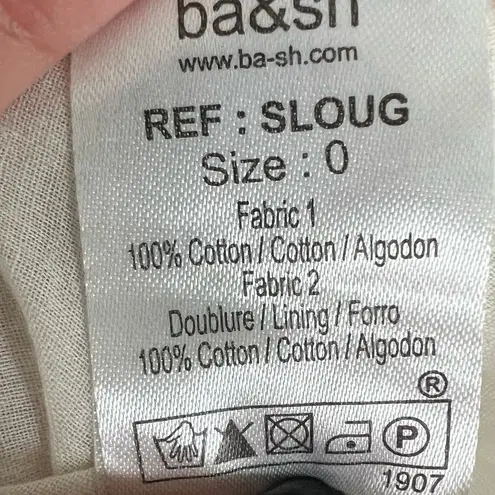 ba&sh
www.ba-sh.com
REF : SLOUG
Size : 0
Fabric 1
100% Cotton / Cotton / Algodon
Fabric 2
Doublure / Lining / Forro
100% Cotton / Cotton / Algodon
®
P
1907